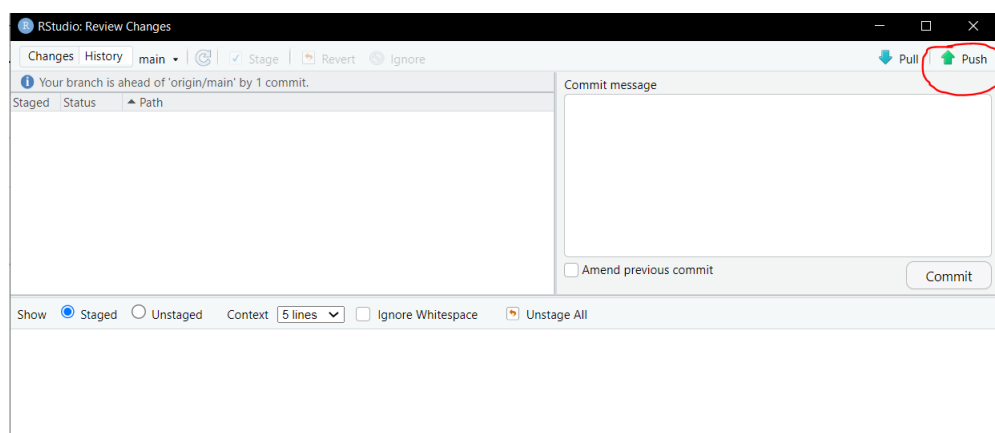 R RStudio: Review Changes
Changes History main Stage Revert Ignore Pull Push
Your branch is ahead of 'origin/main' by 1 commit.
Staged Status Path
Commit message
Amend previous commit
Commit
Show Staged Unstaged Context 5 lines Ignore Whitespace Unstage All